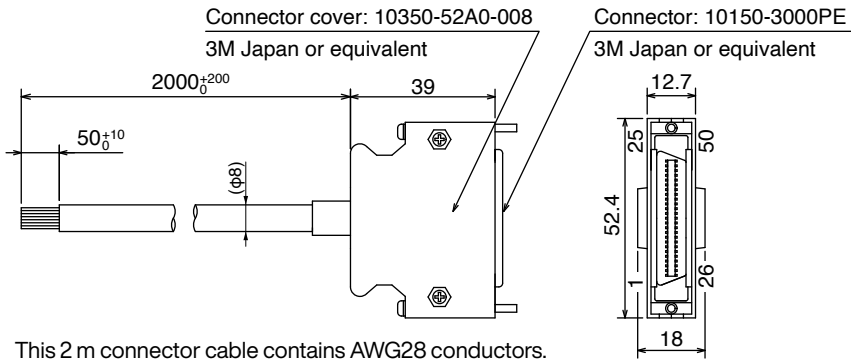 Connector cover: 10350-52A0-008
3M Japan or equivalent
Connector: 10150-3000PE
3M Japan or equivalent
2000 +200 0
39
12.7
50 +10 0
(φ8)
25
50
52.4
1
26
18
This 2 m connector cable contains AWG28 conductors.